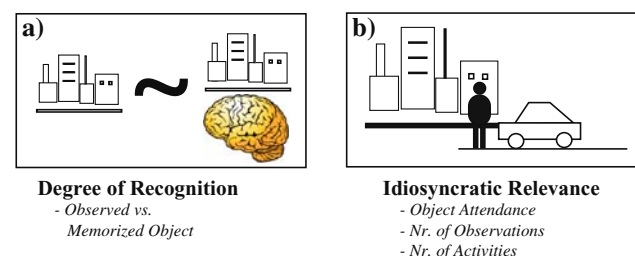 a)
Degree of Recognition
- Observed vs.
Memorized Object
b)
Idiosyncratic Relevance
- Object Attendance
- Nr. of Observations
- Nr. of Activities